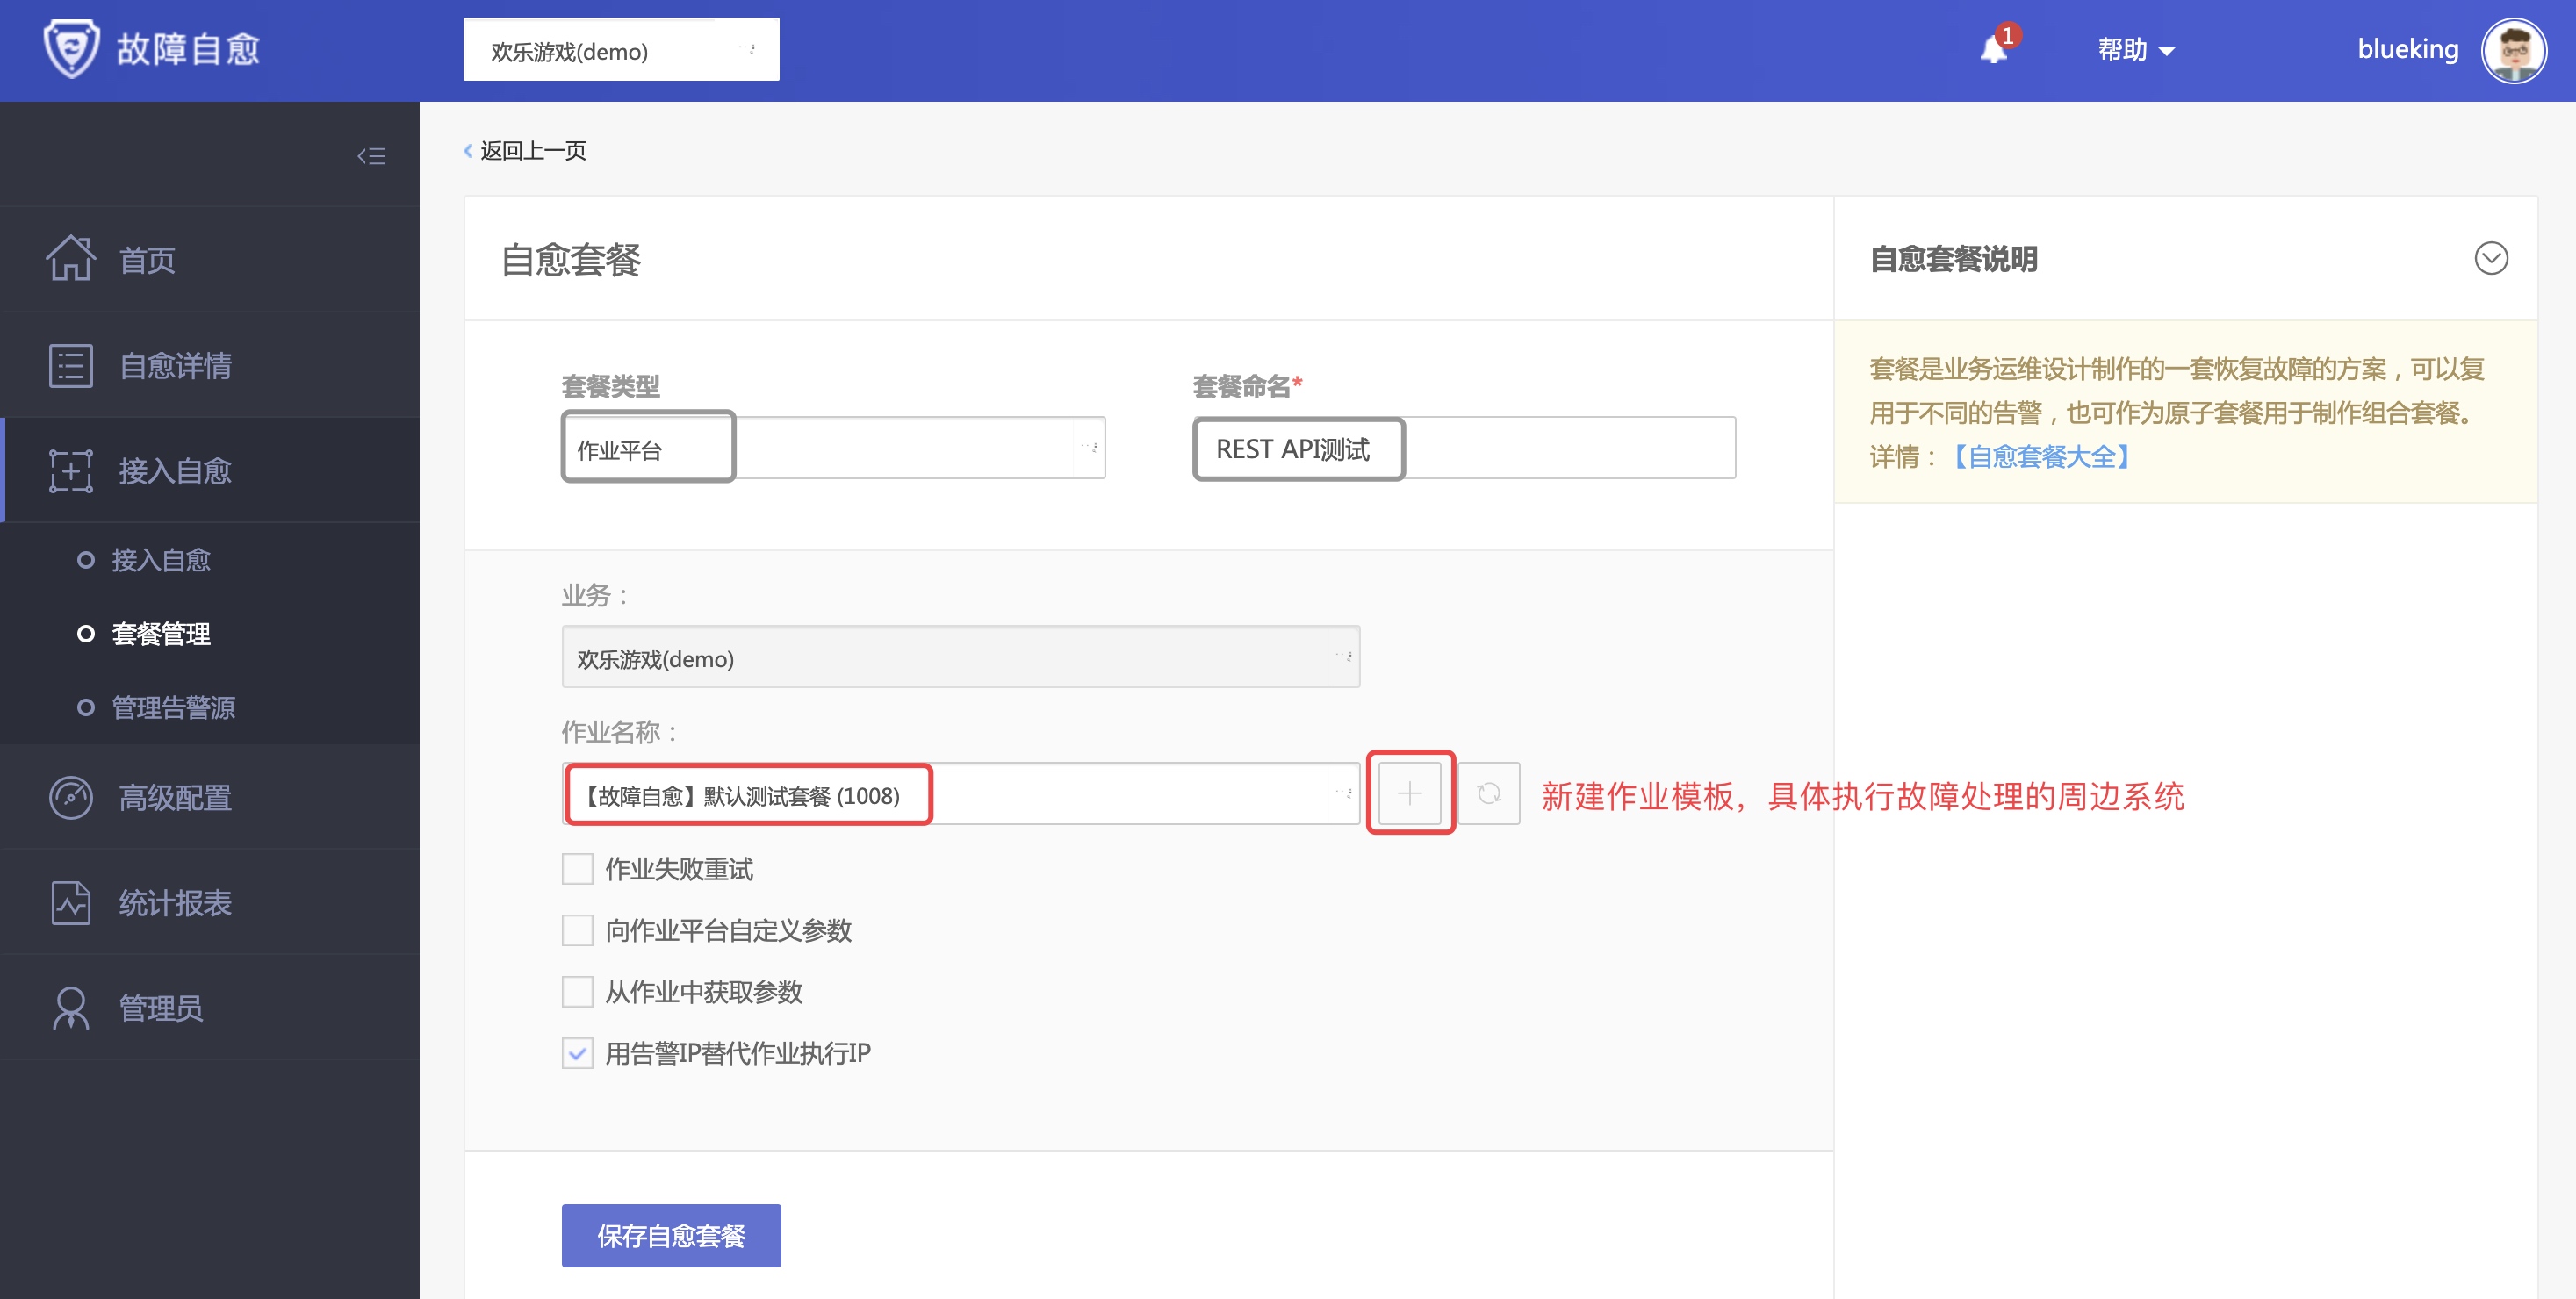 故障自愈
欢乐游戏(demo)
1
帮助
blueking
返回上一页
首页
自愈详情
接入自愈
接入自愈
套餐管理
管理告警源
高级配置
统计报表
管理员
自愈套餐
套餐类型
作业平台
套餐命名*
REST API测试
业务：
欢乐游戏(demo)
作业名称：
【故障自愈】默认测试套餐 (1008)
新建作业模板，具体执行故障处理的周边系统
作业失败重试
向作业平台自定义参数
从作业中获取参数
用告警IP替代作业执行IP
保存自愈套餐
自愈套餐说明
套餐是业务运维设计制作的一套恢复故障的方案，可以复
用于不同的告警，也可作为原子套餐用于制作组合套餐。
详情：【自愈套餐大全】